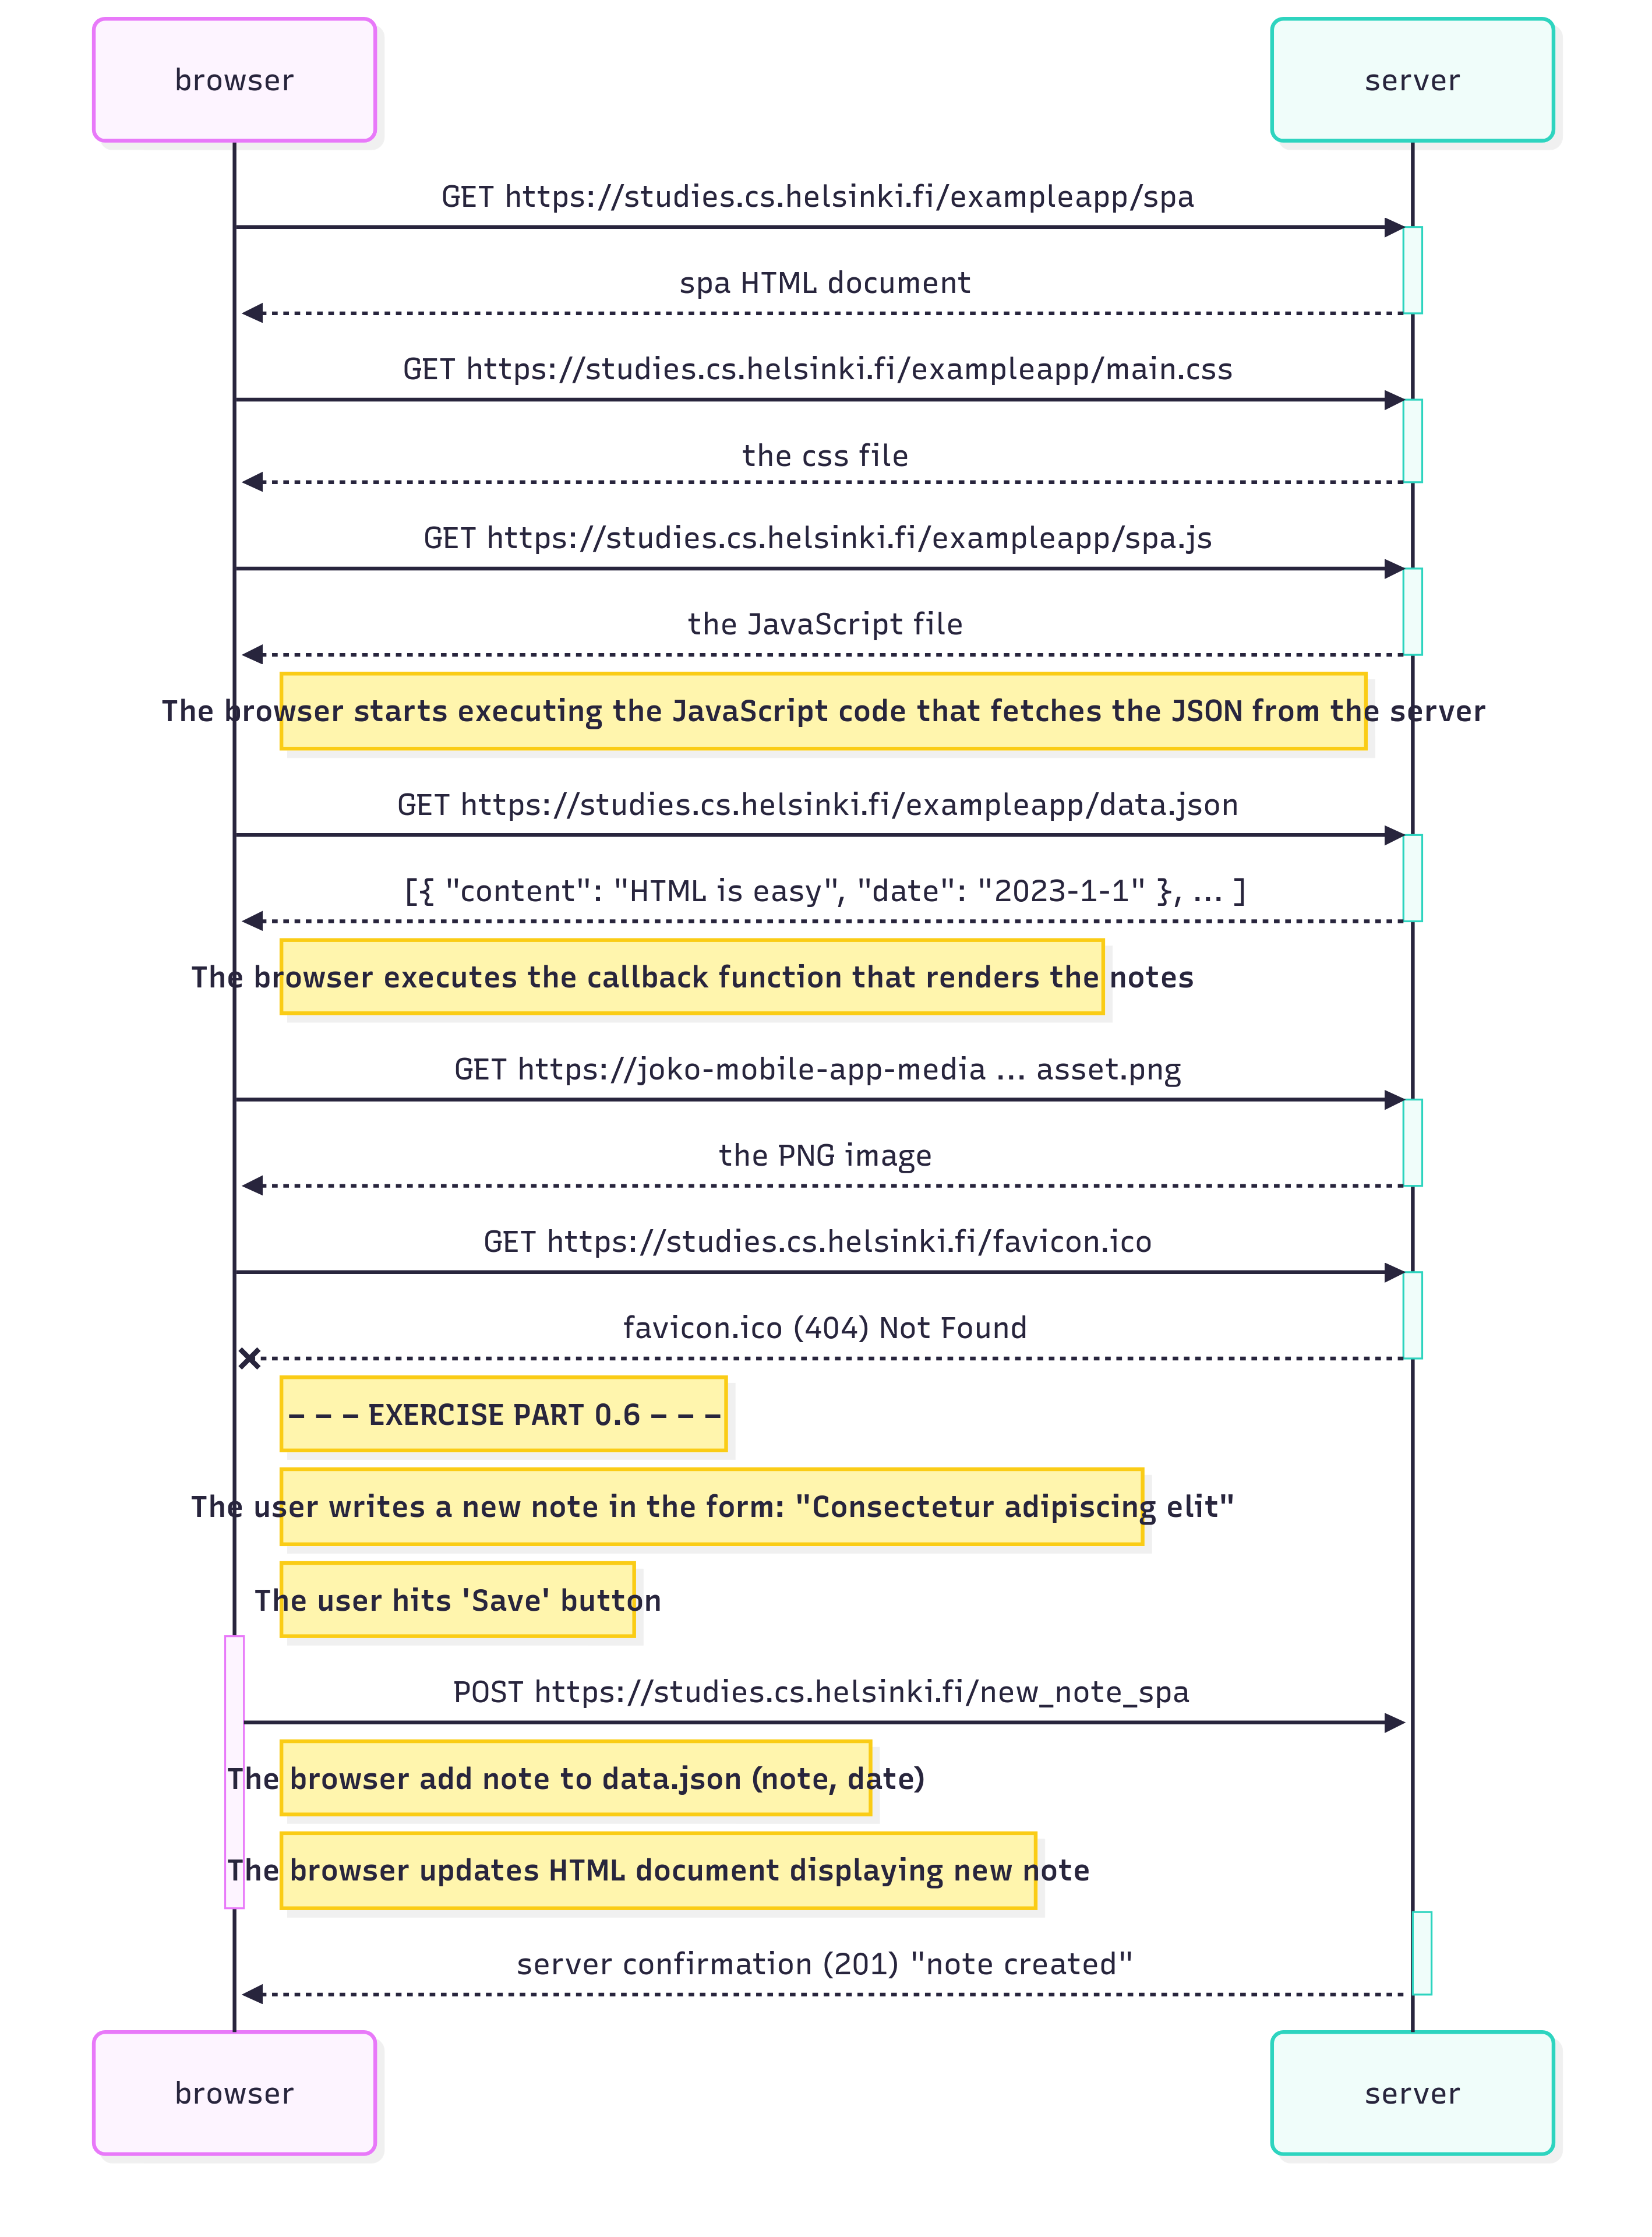 browser
server
GET https://studies.cs.helsinki.fi/exampleapp/spa
spa HTML document
GET https://studies.cs.helsinki.fi/exampleapp/main.css
the css file
GET https://studies.cs.helsinki.fi/exampleapp/spa.js
the JavaScript file
The browser starts executing the JavaScript code that fetches the JSON from the server
GET https://studies.cs.helsinki.fi/exampleapp/data.json
[{ "content": "HTML is easy", "date": "2023-1-1" }, ... ]
The browser executes the callback function that renders the notes
GET https://joko-mobile-app-media ... asset.png
the PNG image
GET https://studies.cs.helsinki.fi/favicon.ico
favicon.ico (404) Not Found
– – – EXERCISE PART 0.6 – – –
The user writes a new note in the form: "Consectetur adipiscing elit"
The user hits 'Save' button
POST https://studies.cs.helsinki.fi/new_note_spa
The browser add note to data.json (note, date)
The browser updates HTML document displaying new note
server confirmation (201) "note created"
browser
server